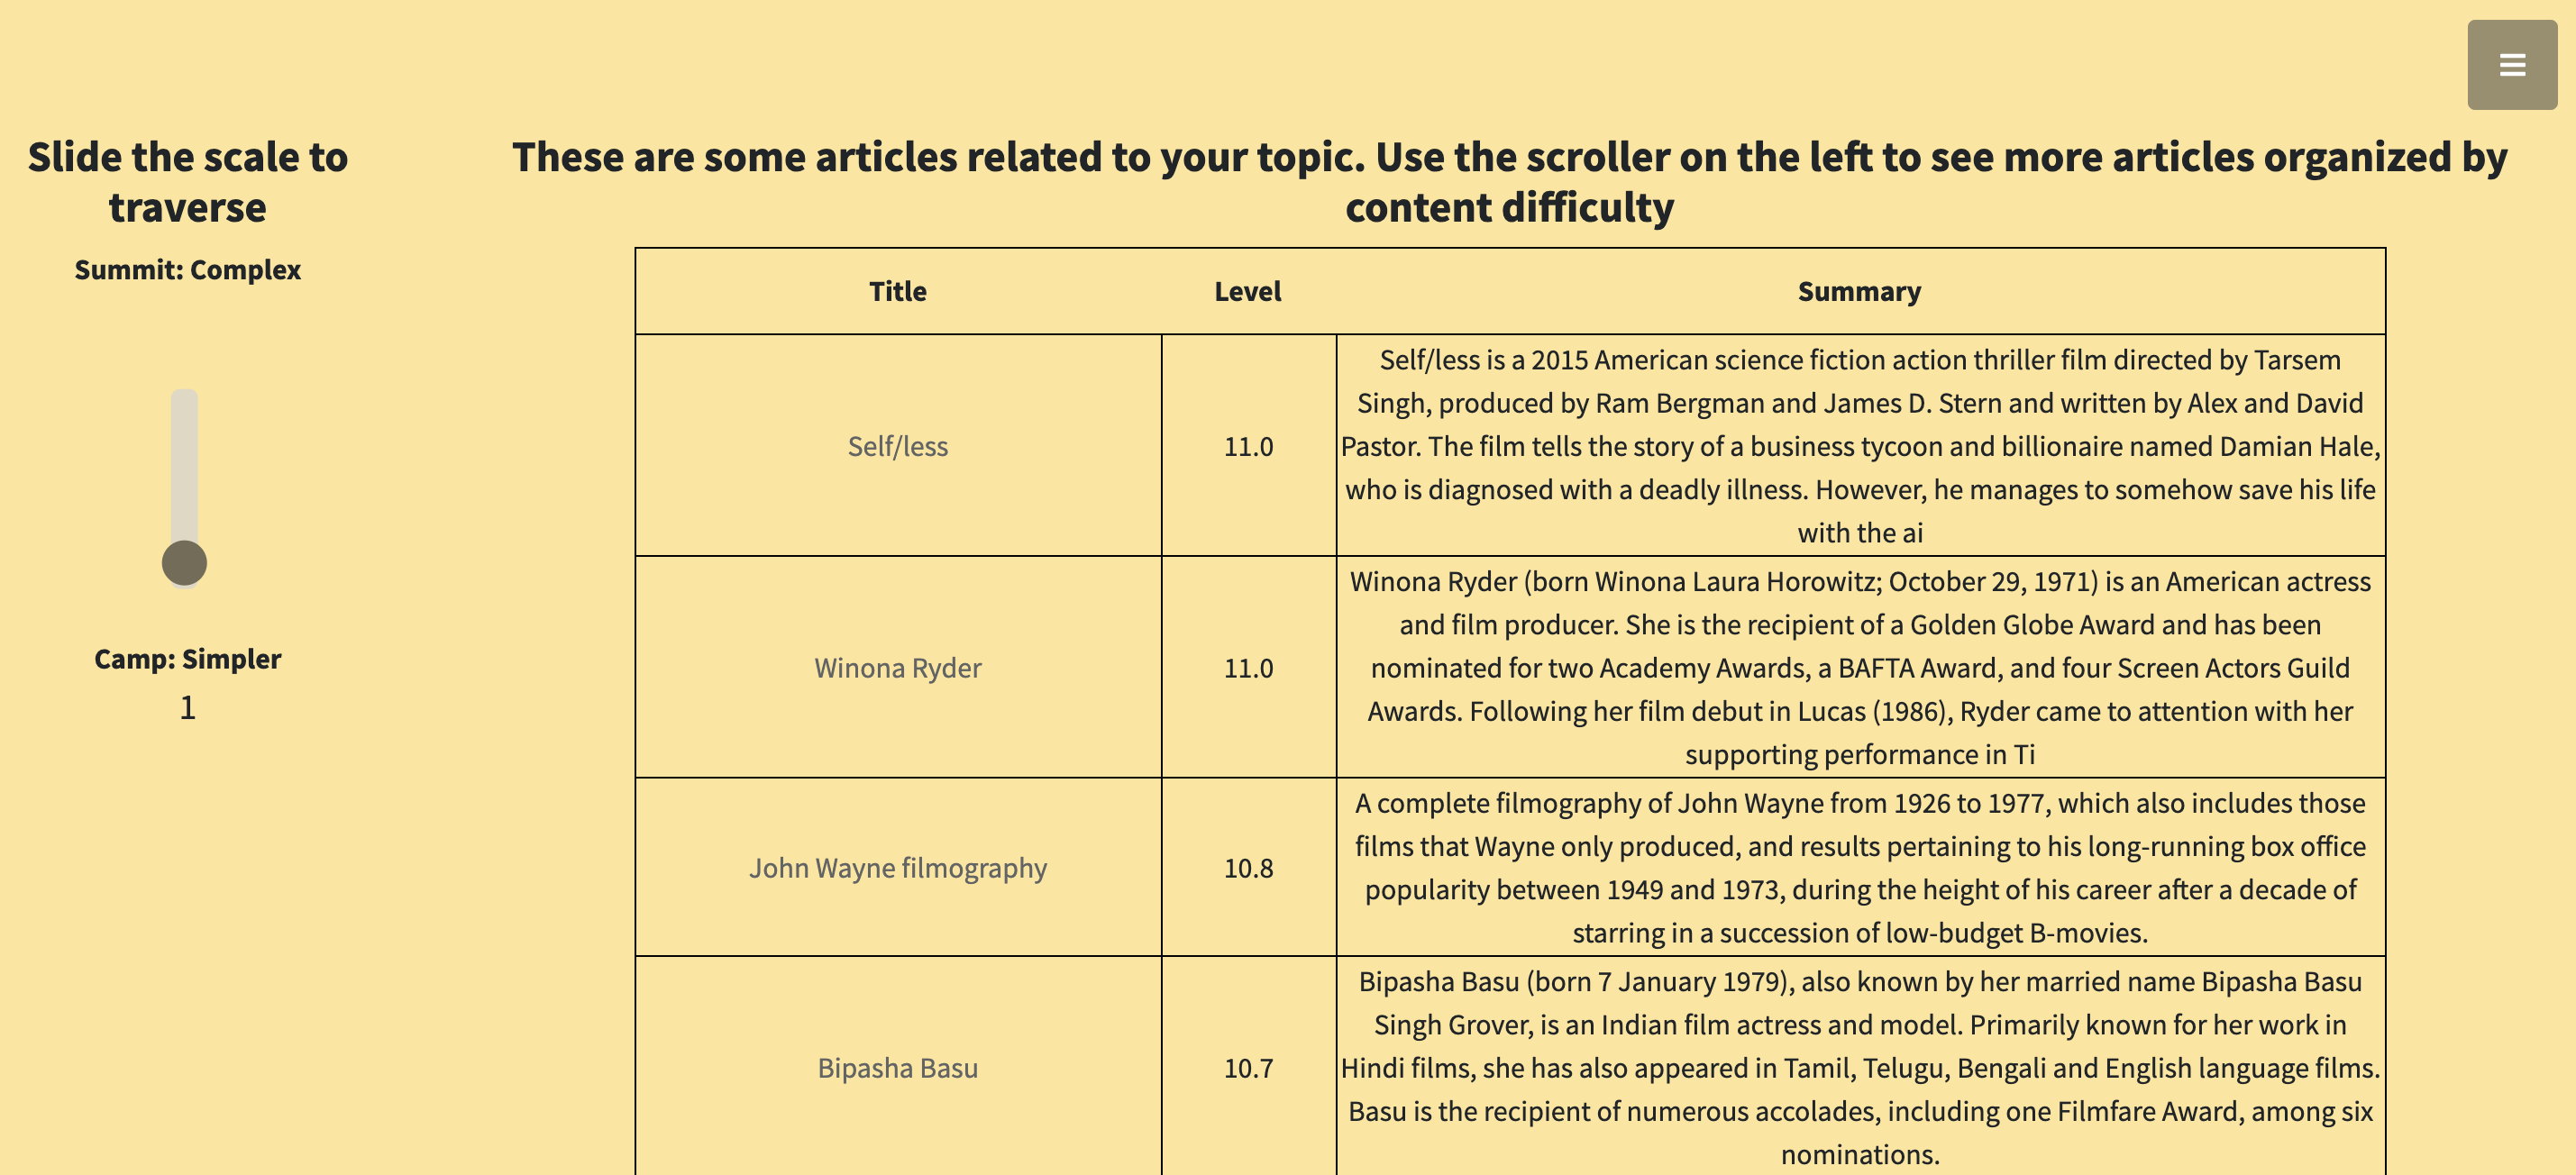 Slide the scale to
traverse
Summit: Complex
Camp: Simpler
1
These are some articles related to your topic. Use the scroller on the left to see more articles organized by
content difficulty
Title Level Summary
Self/less
11.0
Self/less is a 2015 American science fiction action thriller film directed by Tarsem
Singh, produced by Ram Bergman and James D. Stern and written by Alex and David
Pastor. The film tells the story of a business tycoon and billionaire named Damian Hale,
who is diagnosed with a deadly illness. However, he manages to somehow save his life
with the ai
Winona Ryder
11.0
Winona Ryder (born Winona Laura Horowitz; October 29, 1971) is an American actress
and film producer. She is the recipient of a Golden Globe Award and has been
nominated for two Academy Awards, a BAFTA Award, and four Screen Actors Guild
Awards. Following her film debut in Lucas (1986), Ryder came to attention with her
supporting performance in Ti
John Wayne filmography
10.8
A complete filmography of John Wayne from 1926 to 1977, which also includes those
films that Wayne only produced, and results pertaining to his long-running box office
popularity between 1949 and 1973, during the height of his career after a decade of
starring in a succession of low-budget B-movies.
Bipasha Basu
10.7
Bipasha Basu (born 7 January 1979), also known by her married name Bipasha Basu
Singh Grover, is an Indian film actress and model. Primarily known for her work in
Hindi films, she has also appeared in Tamil, Telugu, Bengali and English language films.
Basu is the recipient of numerous accolades, including one Filmfare Award, among six
nominations.